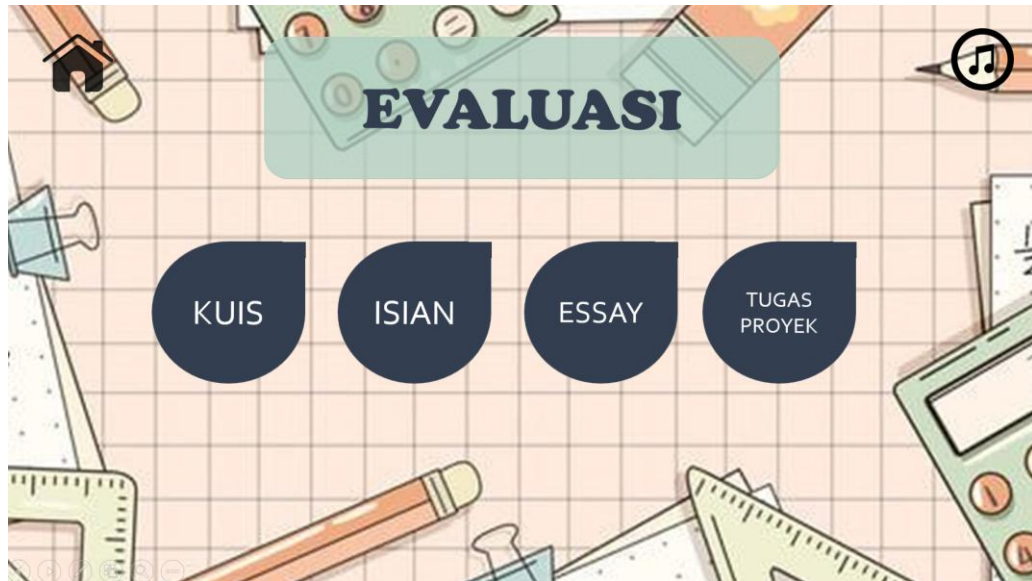 EVALUASI
KUIS
ISIAN
ESSAY
TUGAS
PROYEK